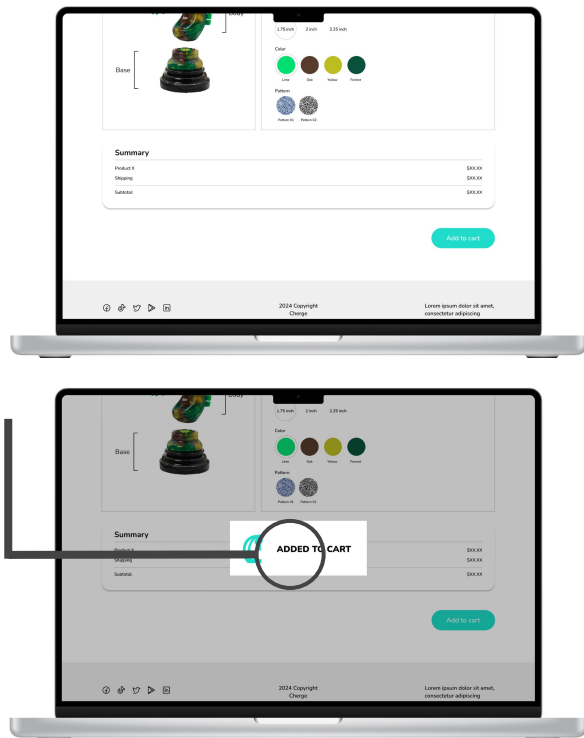 Body
1.75 inch 2 inch 2.25 inch
Color
Base
Lime Oak Yellow Forrest
Pattern
Pattern 01 Pattern 02
Summary
Product X $XX.XX
Shipping $XX.XX
Subtotal: $XX.XX
Add to cart
2024 Copyright
Cherge
Lorem ipsum dolor sit amet,
consectetur adipiscing
Body
1.75 inch 2 inch 2.25 inch
Color
Base
Lime Oak Yellow Forrest
Pattern
Pattern 01 Pattern 02
Summary
ADDED TO CART
Product X $XX.XX
Shipping $XX.XX
Subtotal: $XX.XX
Add to cart
2024 Copyright
Cherge
Lorem ipsum dolor sit amet,
consectetur adipiscing